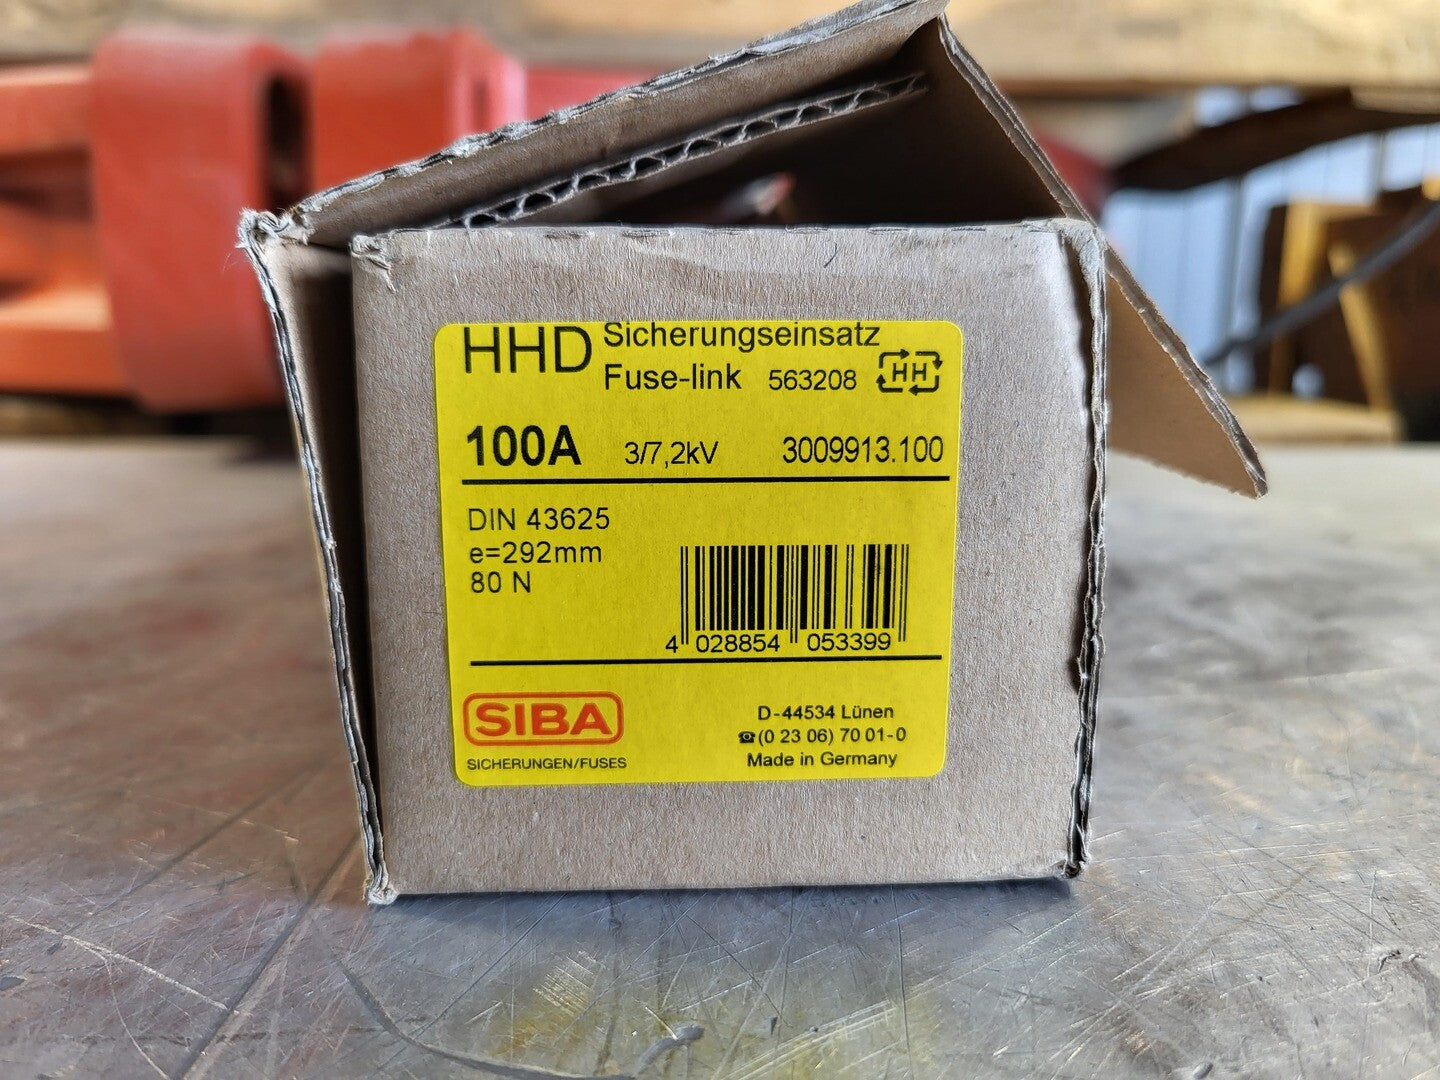 HHD Sicherungseinsatz
Fuse-link 563208 HH
100A 3/7,2kV 3009913.100
DIN 43625
e=292mm
80 N
4 028854 053399
SIBA
SICHERUNGEN/FUSES
D-44534 Lünen
☎(0 23 06) 70 01-0
Made in Germany